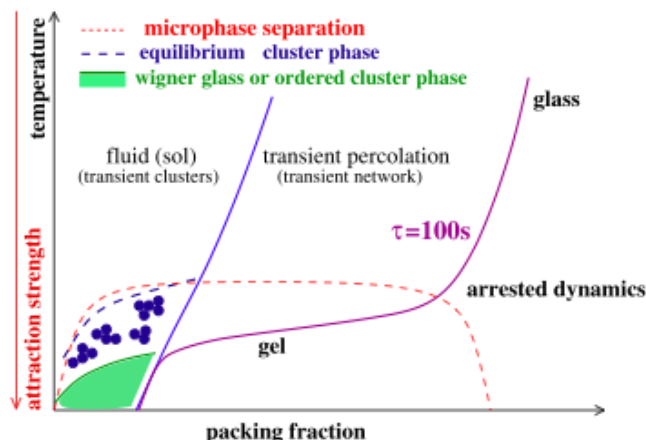 microphase separation
equilibrium cluster phase
wigner glass or ordered cluster phase
temperature
attraction strength
glass
fluid (sol)
(transient clusters)
transient percolation
(transient network)
τ=100s
arrested dynamics
gel
packing fraction